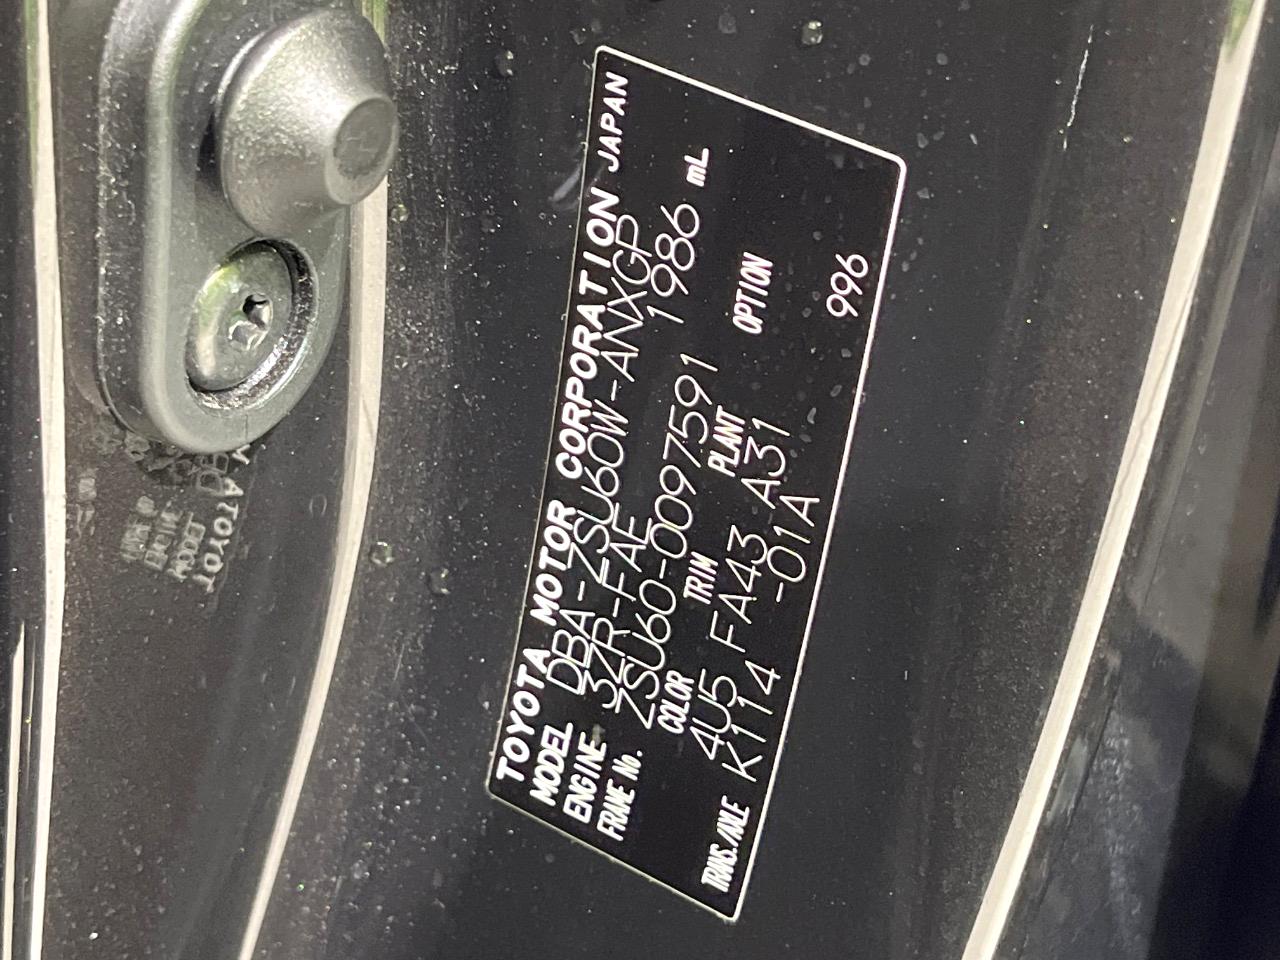 TOYOTA MOTOR CORPORATION JAPAN
MODEL DBA-ZSU60W-ANXGP
ENGINE 3ZR-FAE 1986 mL
FRAME No. ZSU60-0097591
COLOR TRIM PLANT OPTION
4U5 FA43 A31
TRANS./AXLE K114 -01A 996